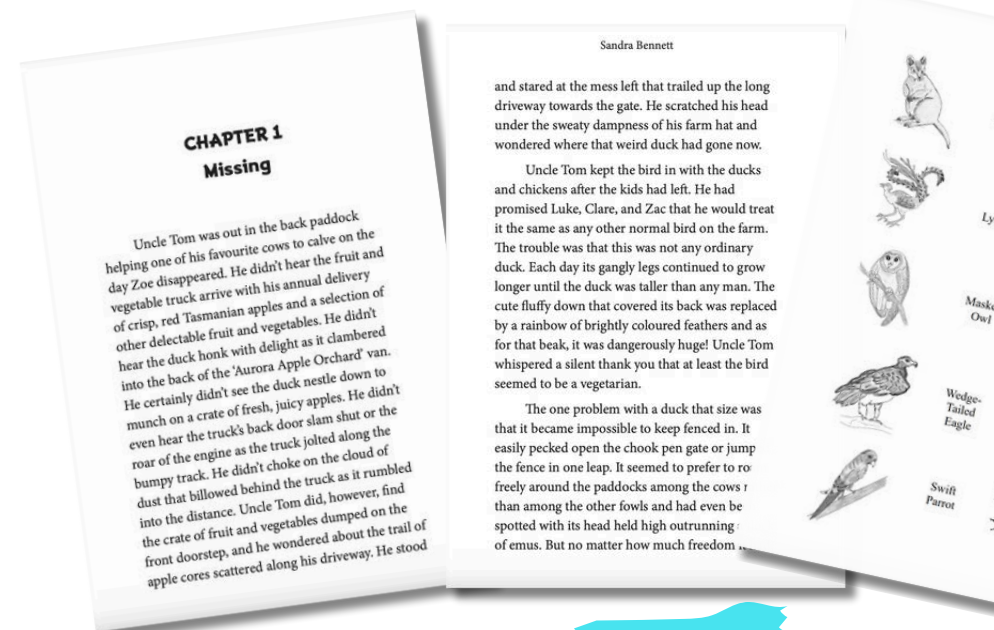 CHAPTER 1
Missing
Uncle Tom was out in the back paddock
helping one of his favourite cows to calve on the
day Zoe disappeared. He didn't hear the fruit and
vegetable truck arrive with his annual delivery
of crisp, red Tasmanian apples and a selection of
other delectable fruit and vegetables. He didn't
hear the duck honk with delight as it clambered
into the back of the 'Aurora Apple Orchard' van.
He certainly didn't see the duck nestle down to
munch on a crate of fresh, juicy apples. He didn't
even hear the truck's back door slam shut or the
roar of the engine as the truck jolted along the
bumpy track. He didn't choke on the cloud of
dust that billowed behind the truck as it rumbled
into the distance. Uncle Tom did, however, find
the crate of fruit and vegetables dumped on the
front doorstep, and he wondered about the trail of
apple cores scattered along his driveway. He stood
Sandra Bennett
and stared at the mess left that trailed up the long
driveway towards the gate. He scratched his head
under the sweaty dampness of his farm hat and
wondered where that weird duck had gone now.
Uncle Tom kept the bird in with the ducks
and chickens after the kids had left. He had
promised Luke, Clare, and Zac that he would treat
it the same as any other normal bird on the farm.
The trouble was that this was not any ordinary
duck. Each day its gangly legs continued to grow
longer until the duck was taller than any man. The
cute fluffy down that covered its back was replaced
by a rainbow of brightly coloured feathers and as
for that beak, it was dangerously huge! Uncle Tom
whispered a silent thank you that at least the bird
seemed to be a vegetarian.
The one problem with a duck that size was
that it became impossible to keep fenced in. It
easily pecked open the chook pen gate or jump
the fence in one leap. It seemed to prefer to
freely around the paddocks among the cows
than among the other fowls and had even be
spotted with its head held high outrunning
of emus. But no matter how much freedom
Ly
Maske
Owl
Wedge-
Tailed
Eagle
Swift
Parrot